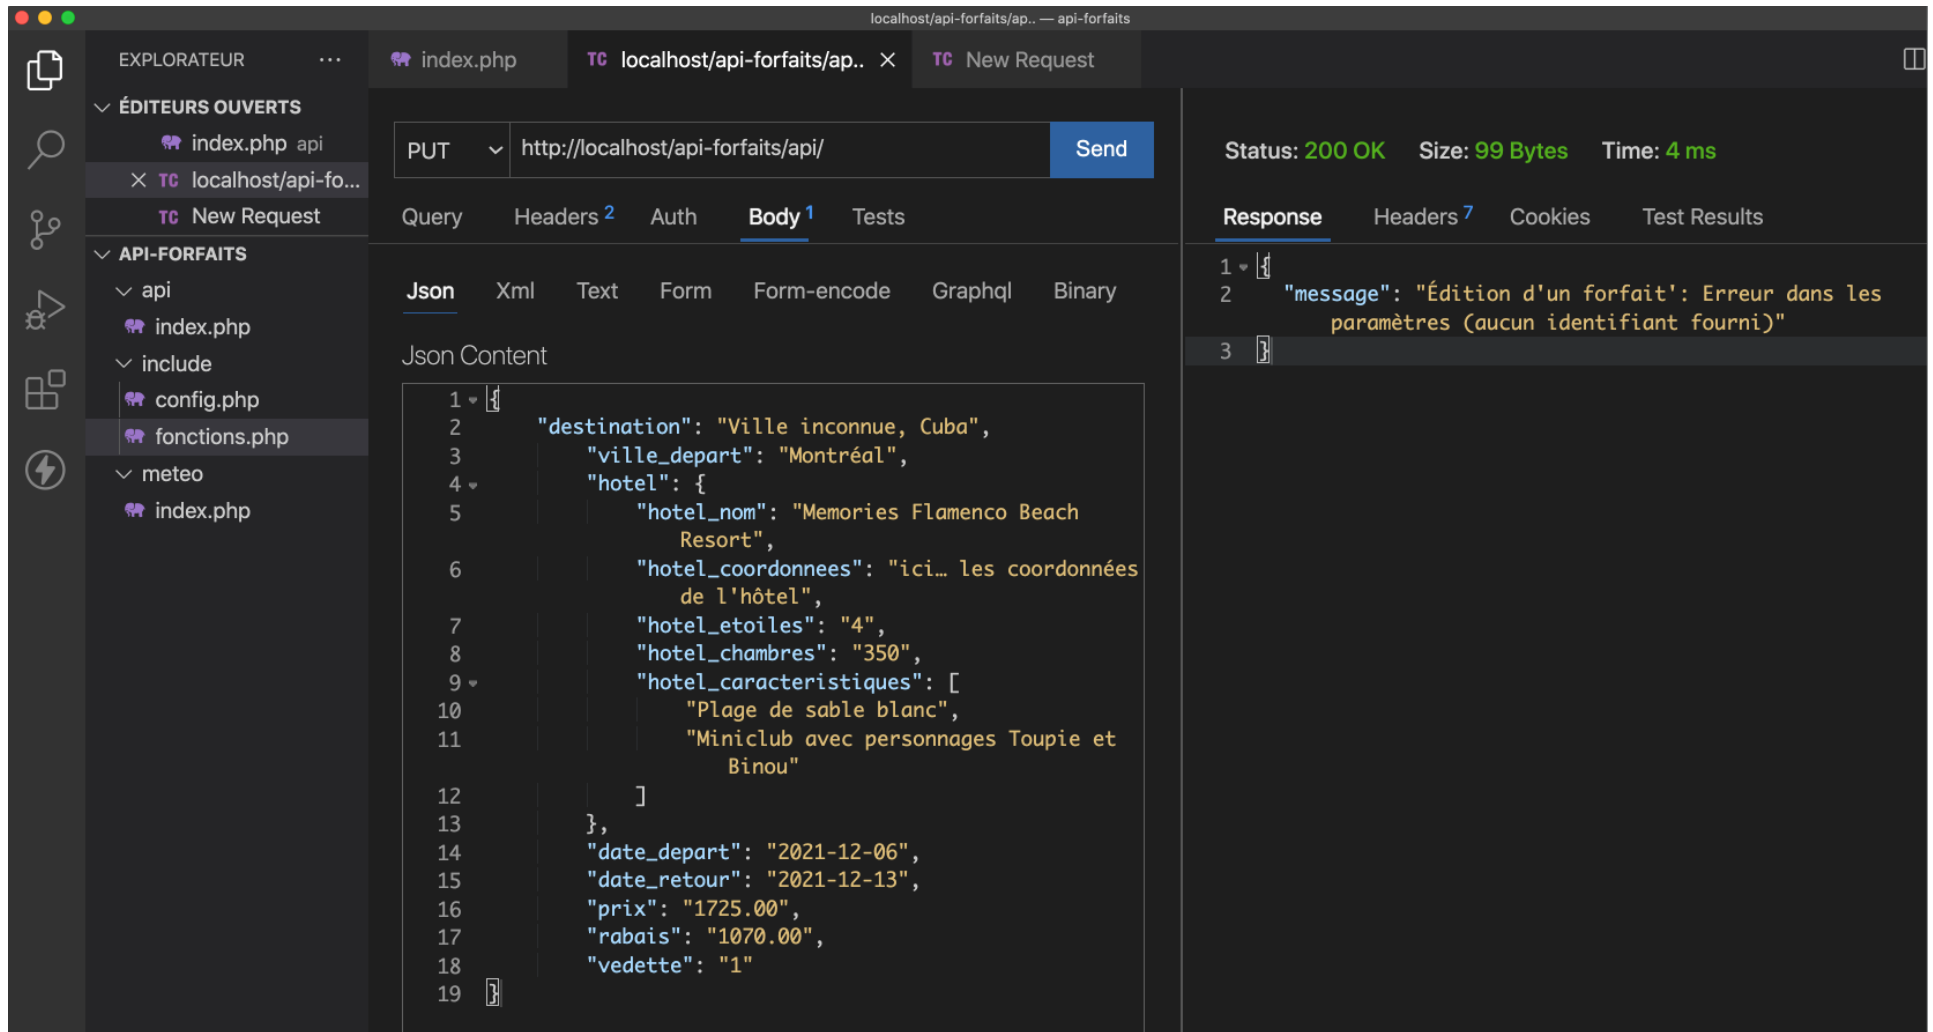 localhost/api-forfaits/ap.. — api-forfaits
EXPLORATEUR ···
index.php
TC localhost/api-forfaits/ap..
TC New Request
ÉDITEURS OUVERTS
index.php api
TC localhost/api-fo...
TC New Request
API-FORFAITS
api
index.php
include
config.php
fonctions.php
meteo
index.php
PUT http://localhost/api-forfaits/api/ Send
Query Headers 2 Auth Body 1 Tests
Json Xml Text Form Form-encode Graphql Binary
Json Content
1 {
2 "destination": "Ville inconnue, Cuba",
3 "ville_depart": "Montréal",
4 "hotel": {
5 "hotel_nom": "Memories Flamenco Beach
Resort",
6 "hotel_coordonnees": "ici… les coordonnées
de l'hôtel",
7 "hotel_etoiles": "4",
8 "hotel_chambres": "350",
9 "hotel_caracteristiques": [
10 "Plage de sable blanc",
11 "Miniclub avec personnages Toupie et
Binou"
12 ]
13 },
14 "date_depart": "2021-12-06",
15 "date_retour": "2021-12-13",
16 "prix": "1725.00",
17 "rabais": "1070.00",
18 "vedette": "1"
19 }
Status: 200 OK Size: 99 Bytes Time: 4 ms
Response Headers 7 Cookies Test Results
1 {
2 "message": "Édition d'un forfait': Erreur dans les
paramètres (aucun identifiant fourni)"
3 }